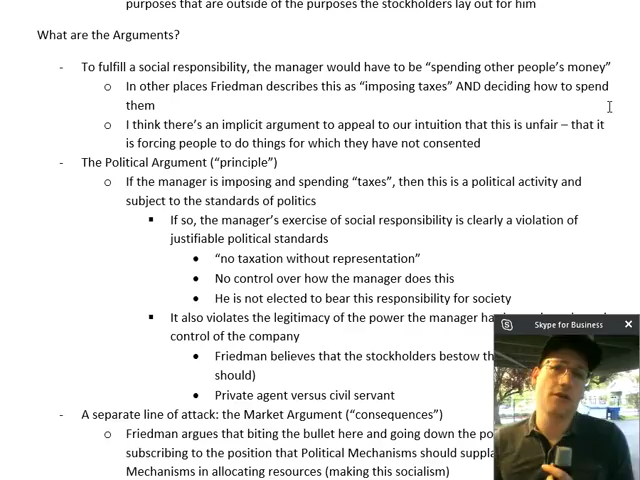 purposes that are outside of the purposes the stockholders lay out for him
What are the Arguments?
- To fulfill a social responsibility, the manager would have to be “spending other people’s money”
o In other places Friedman describes this as “imposing taxes” AND deciding how to spend
them
o I think there’s an implicit argument to appeal to our intuition that this is unfair – that it
is forcing people to do things for which they have not consented
- The Political Argument (“principle”)
o If the manager is imposing and spending “taxes”, then this is a political activity and
subject to the standards of politics
▪ If so, the manager’s exercise of social responsibility is clearly a violation of
justifiable political standards
• “no taxation without representation”
• No control over how the manager does this
• He is not elected to bear this responsibility for society
▪ It also violates the legitimacy of the power the manager
control of the company
• Friedman believes that the stockholders bestow
should)
• Private agent versus civil servant
- A separate line of attack: the Market Argument (“consequences”)
o Friedman argues that biting the bullet here and going down the
subscribing to the position that Political Mechanisms should
Mechanisms in allocating resources (making this socialism)
Skype for Business